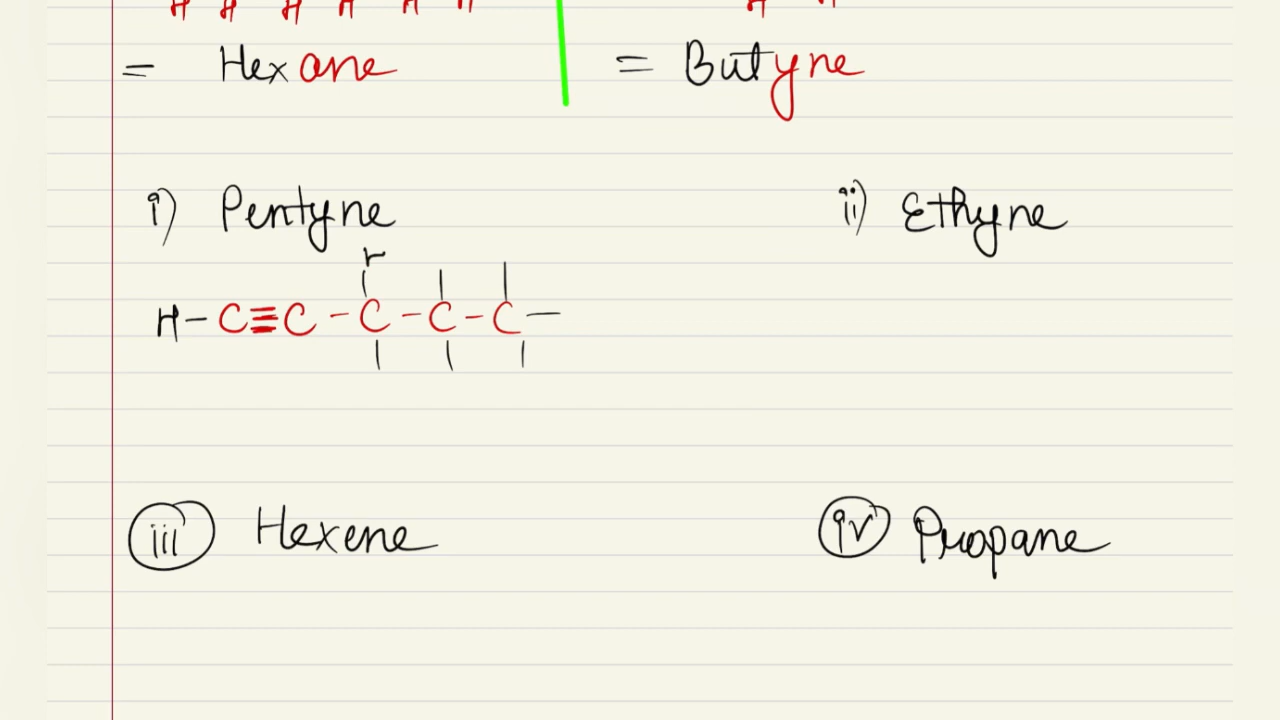 H H H H H H H H
= Hexane = Butyne
i) Pentyne ii) Ethyne
H-C≡C-C-C-C-
iii Hexene iv Propane